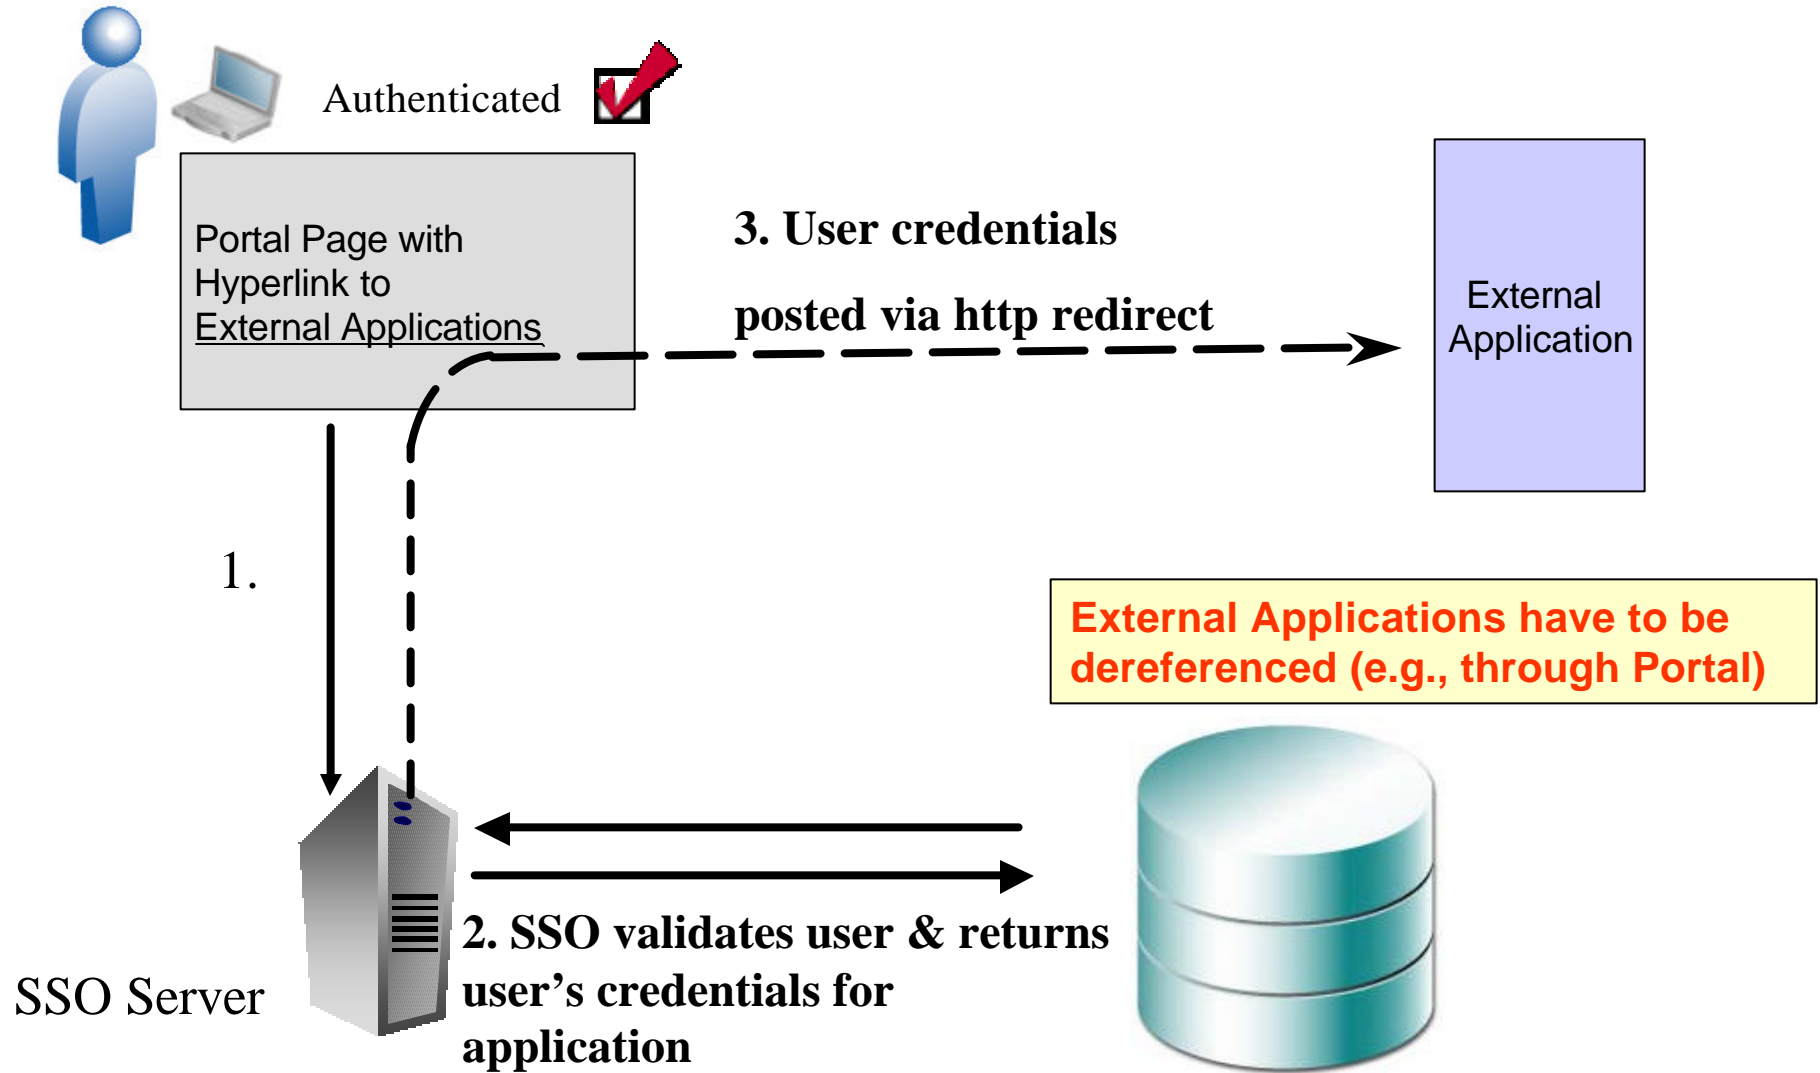 Authenticated
Portal Page with
Hyperlink to
External Applications
3. User credentials
posted via http redirect
External
Application
1.
External Applications have to be
dereferenced (e.g., through Portal)
2. SSO validates user & returns
user’s credentials for
application
SSO Server